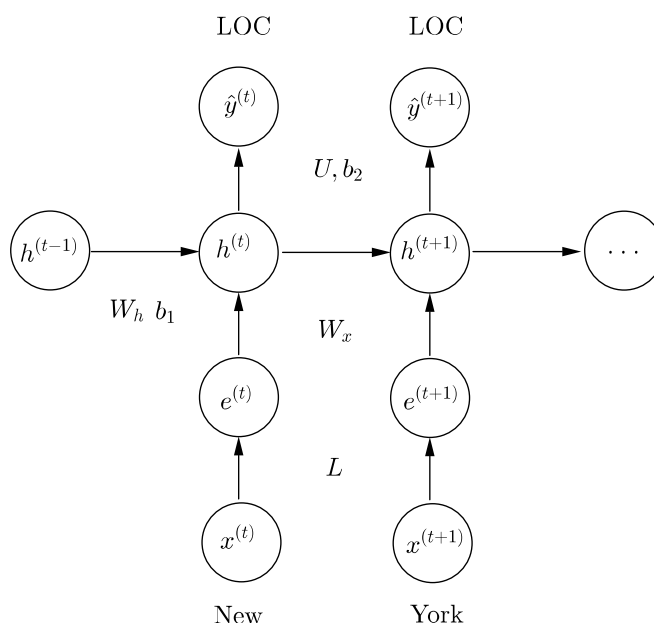 LOC LOC
ŷ^(t) ŷ^(t+1)
U, b₂
h^(t−1) h^(t) h^(t+1) ...
W_h b₁ W_x
e^(t) e^(t+1)
L
x^(t) x^(t+1)
New York